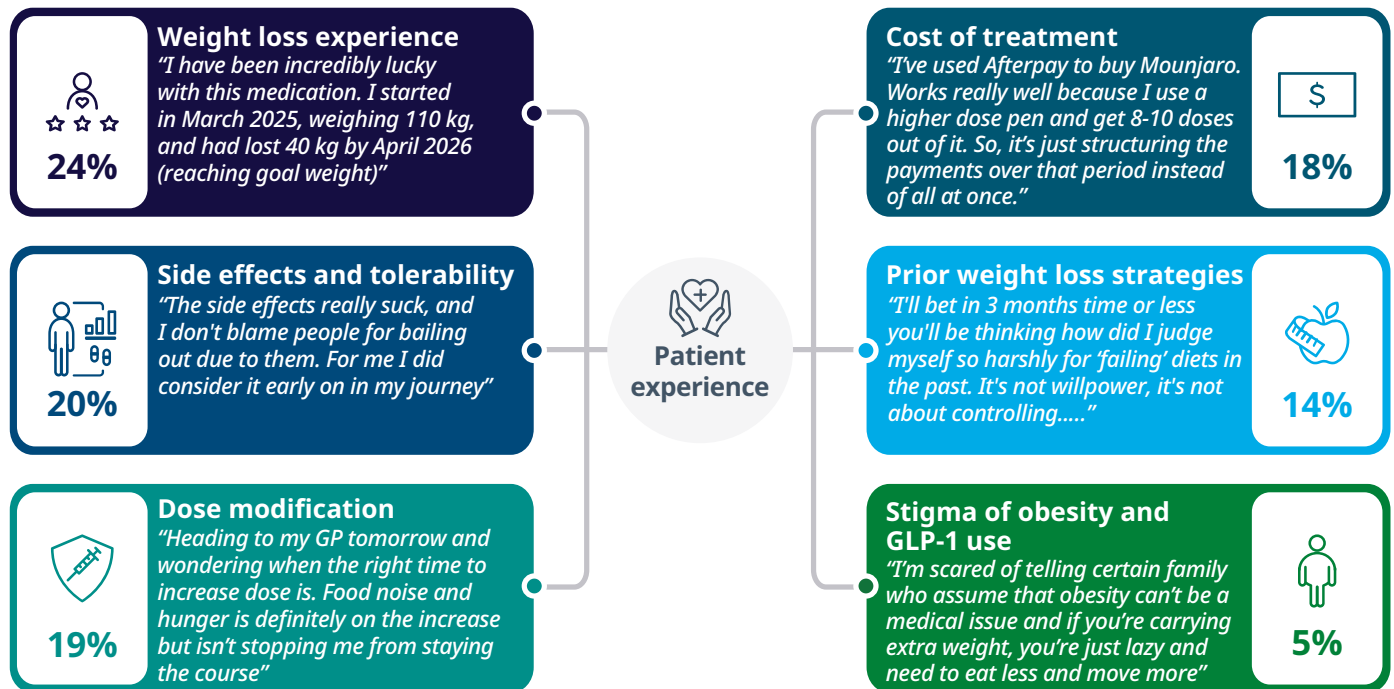 Weight loss experience
“I have been incredibly lucky
with this medication. I started
in March 2025, weighing 110 kg,
and had lost 40 kg by April 2026
(reaching goal weight)”
24%
Side effects and tolerability
“The side effects really suck, and
I don't blame people for bailing
out due to them. For me I did
consider it early on in my journey”
20%
Dose modification
“Heading to my GP tomorrow and
wondering when the right time to
increase dose is. Food noise and
hunger is definitely on the increase
but isn’t stopping me from staying
the course”
19%
Patient
experience
Cost of treatment
“I’ve used Afterpay to buy Mounjaro.
Works really well because I use a
higher dose pen and get 8-10 doses
out of it. So, it’s just structuring the
payments over that period instead
of all at once.”
$
18%
Prior weight loss strategies
“I'll bet in 3 months time or less
you'll be thinking how did I judge
myself so harshly for ‘failing’ diets in
the past. It's not willpower, it's not
about controlling.....”
14%
Stigma of obesity and
GLP-1 use
“I’m scared of telling certain family
who assume that obesity can’t be a
medical issue and if you’re carrying
extra weight, you’re just lazy and
need to eat less and move more”
5%